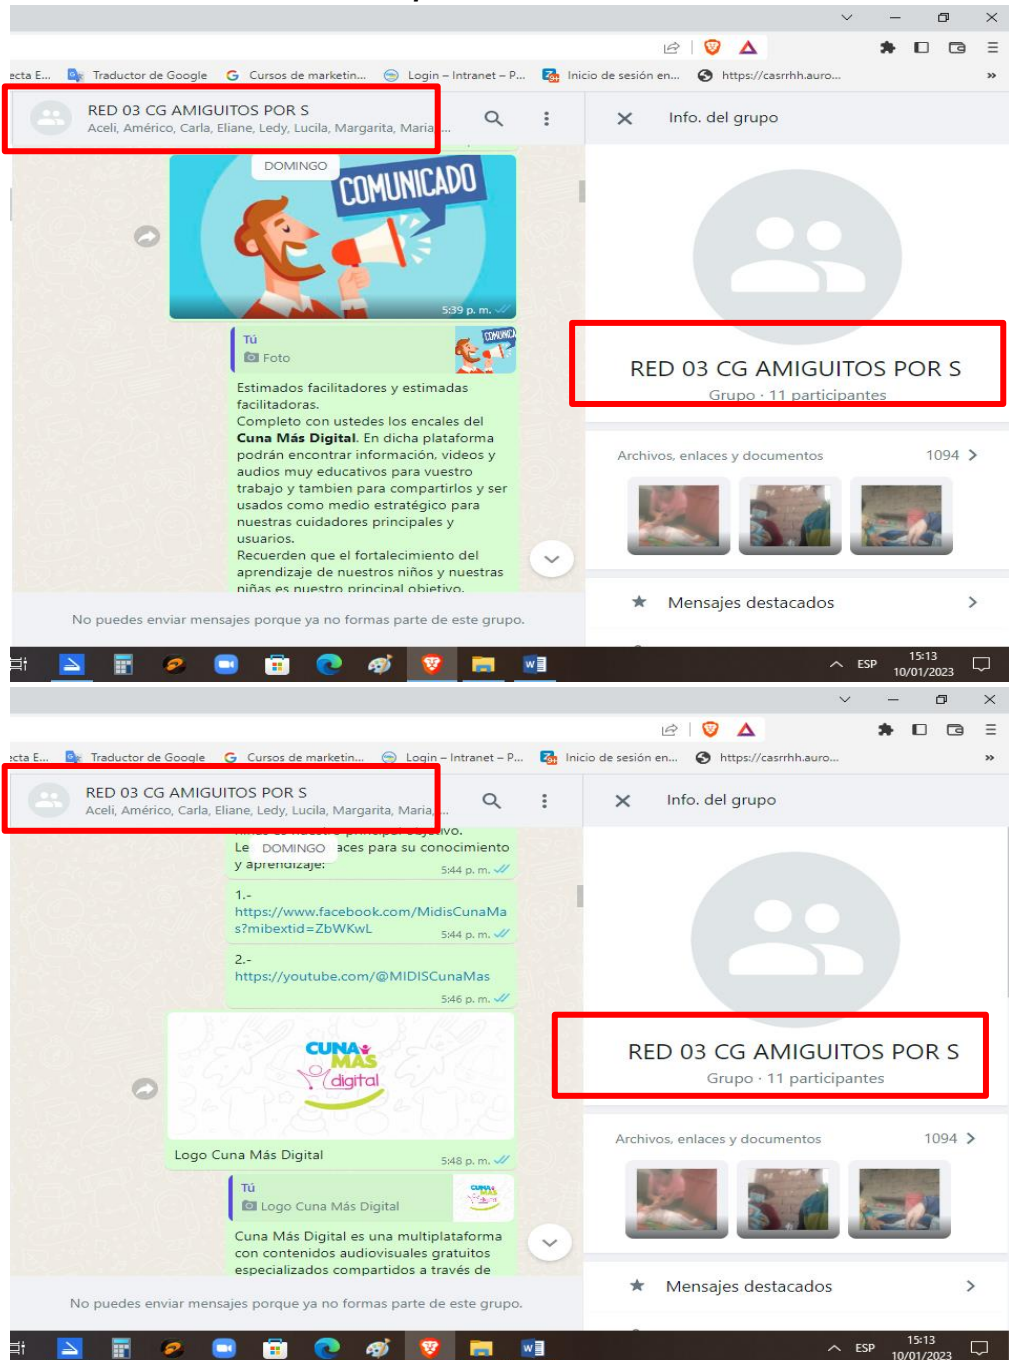 ecta E... Traductor de Google Cursos de marketin... Login – Intranet – P... Inicio de sesión en... https://casrrhh.auro... »
RED 03 CG AMIGUITOS POR S
Aceli, Américo, Carla, Eliane, Ledy, Lucila, Margarita, Maria, ...
Info. del grupo
DOMINGO
COMUNICADO
5:39 p. m.
Tú
Foto
Estimados facilitadores y estimadas
facilitadoras.
Completo con ustedes los encales del
Cuna Más Digital. En dicha plataforma
podrán encontrar información, videos y
audios muy educativos para vuestro
trabajo y tambien para compartirlos y ser
usados como medio estratégico para
nuestras cuidadores principales y
usuarios.
Recuerden que el fortalecimiento del
aprendizaje de nuestros niños y nuestras
niñas es nuestro principal objetivo.
No puedes enviar mensajes porque ya no formas parte de este grupo.
RED 03 CG AMIGUITOS POR S
Grupo · 11 participantes
Archivos, enlaces y documentos 1094
Mensajes destacados
ESP 15:13
10/01/2023
ecta E... Traductor de Google Cursos de marketin... Login – Intranet – P... Inicio de sesión en... https://casrrhh.auro... »
RED 03 CG AMIGUITOS POR S
Aceli, Américo, Carla, Eliane, Ledy, Lucila, Margarita, Maria, ...
Info. del grupo
niñas es nuestro principal objetivo.
Le DOMINGO aces para su conocimiento
y aprendizaje:
5:44 p. m.
1.-
https://www.facebook.com/MidisCunaMa
s?mibextid=ZbWKwL
5:44 p. m.
2.-
https://youtube.com/@MIDISCunaMas
5:46 p. m.
CUNA
MÁS
digital
Logo Cuna Más Digital
5:48 p. m.
Tú
Logo Cuna Más Digital
Cuna Más Digital es una multiplataforma
con contenidos audiovisuales gratuitos
especializados compartidos a través de
No puedes enviar mensajes porque ya no formas parte de este grupo.
RED 03 CG AMIGUITOS POR S
Grupo · 11 participantes
Archivos, enlaces y documentos 1094
Mensajes destacados
ESP 15:13
10/01/2023